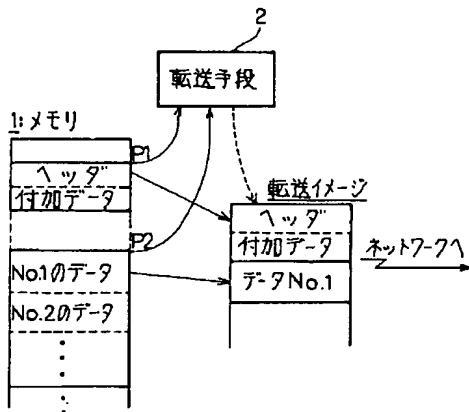 2
転送手段
1:メモリ
P1
ヘッダ
付加データ
P2
No.1のデータ
No.2のデータ
転送イメージ
ヘッダ
付加データ
データNo.1
ネットワークへ